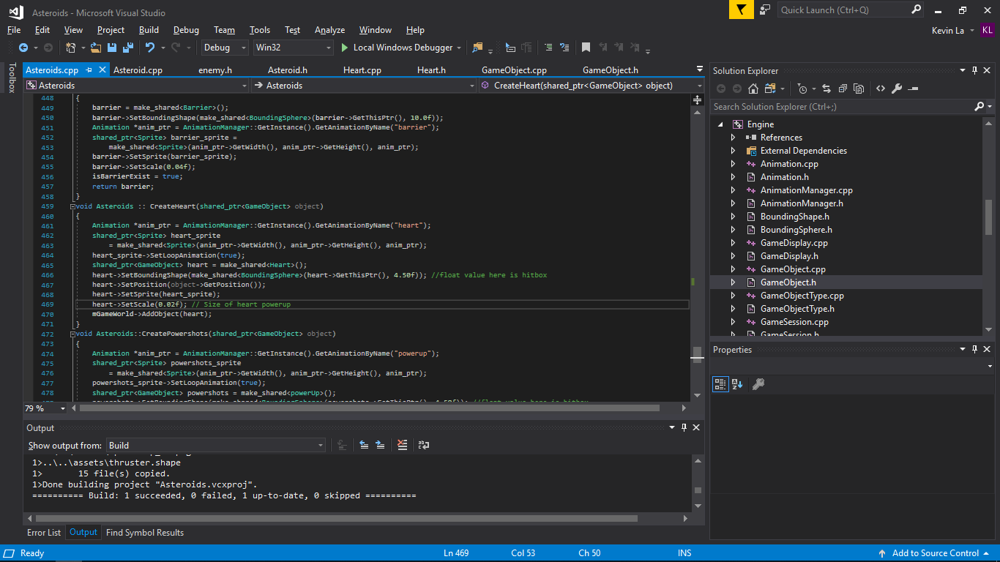 Asteroids - Microsoft Visual Studio
Quick Launch (Ctrl+Q)
File Edit View Project Build Debug Team Tools Test Analyze Window Help
Kevin La KL
Debug Win32 Local Windows Debugger
Toolbox
Asteroids.cpp Asteroid.cpp enemy.h Asteroid.h Heart.cpp Heart.h GameObject.cpp GameObject.h
Asteroids Asteroids CreateHeart(shared_ptr<GameObject> object)
448 {
449 barrier = make_shared<Barrier>();
450 barrier->SetBoundingShape(make_shared<BoundingSphere>(barrier->GetThisPtr(), 10.0f));
451 Animation *anim_ptr = AnimationManager::GetInstance().GetAnimationByName("barrier");
452 shared_ptr<Sprite> barrier_sprite =
453 make_shared<Sprite>(anim_ptr->GetWidth(), anim_ptr->GetHeight(), anim_ptr);
454 barrier->SetSprite(barrier_sprite);
455 barrier->SetScale(0.04f);
456 isBarrierExist = true;
457 return barrier;
458 }
459 void Asteroids :: CreateHeart(shared_ptr<GameObject> object)
460 {
461 Animation *anim_ptr = AnimationManager::GetInstance().GetAnimationByName("heart");
462 shared_ptr<Sprite> heart_sprite
463 = make_shared<Sprite>(anim_ptr->GetWidth(), anim_ptr->GetHeight(), anim_ptr);
464 heart_sprite->SetLoopAnimation(true);
465 shared_ptr<GameObject> heart = make_shared<Heart>();
466 heart->SetBoundingShape(make_shared<BoundingSphere>(heart->GetThisPtr(), 4.50f)); //float value here is hitbox
467 heart->SetPosition(object->GetPosition());
468 heart->SetSprite(heart_sprite);
469 heart->SetScale(0.02f); // Size of heart powerup
470 mGameWorld->AddObject(heart);
471 }
472 void Asteroids::CreatePowershots(shared_ptr<GameObject> object)
473 {
474 Animation *anim_ptr = AnimationManager::GetInstance().GetAnimationByName("powerup");
475 shared_ptr<Sprite> powershots_sprite
476 = make_shared<Sprite>(anim_ptr->GetWidth(), anim_ptr->GetHeight(), anim_ptr);
477 powershots_sprite->SetLoopAnimation(true);
478 shared_ptr<GameObject> powershots = make_shared<powerUp>();
79 %
Output
Show output from: Build
1>..\..\assets\thruster.shape
1> 15 file(s) copied.
1>Done building project "Asteroids.vcxproj".
========== Build: 1 succeeded, 0 failed, 1 up-to-date, 0 skipped ==========
Error List Output Find Symbol Results
Solution Explorer
Search Solution Explorer (Ctrl+;)
Engine
References
External Dependencies
Animation.cpp
Animation.h
AnimationManager.cpp
AnimationManager.h
BoundingShape.h
BoundingSphere.h
GameDisplay.cpp
GameDisplay.h
GameObject.cpp
GameObject.h
GameObjectType.cpp
GameObjectType.h
GameSession.cpp
GameSession.h
Properties
Ready Ln 469 Col 53 Ch 50 INS Add to Source Control